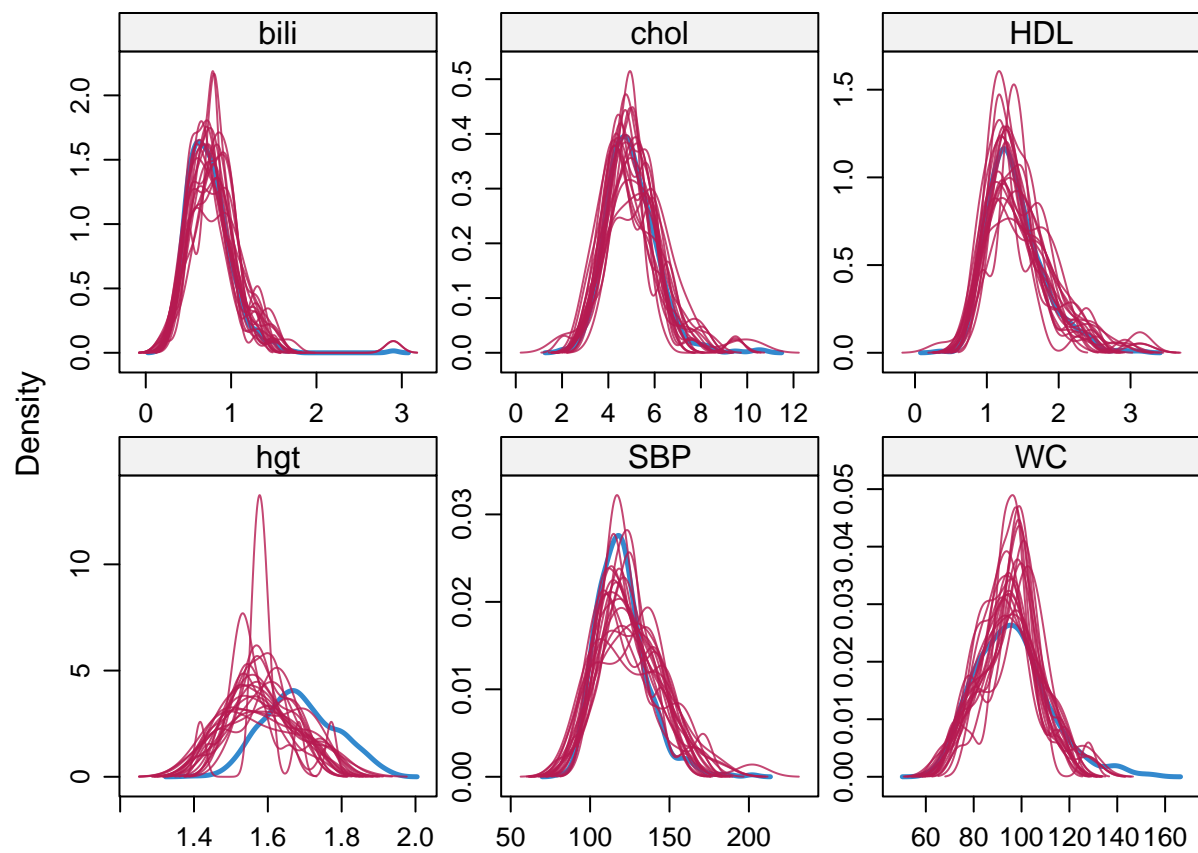 bili
chol
HDL
0.0 0.5 1.0 1.5 2.0
0.0 0.1 0.2 0.3 0.4 0.5
0.0 0.5 1.0 1.5
0 1 2 3
0 2 4 6 8 10 12
0 1 2 3
Density
hgt
SBP
WC
0 5 10
0.00 0.01 0.02 0.03
0.00 0.01 0.02 0.03 0.04 0.05
1.4 1.6 1.8 2.0
50 100 150 200
60 80 100 120 140 160